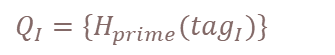 Q_I = {H_prime(tag_I)}